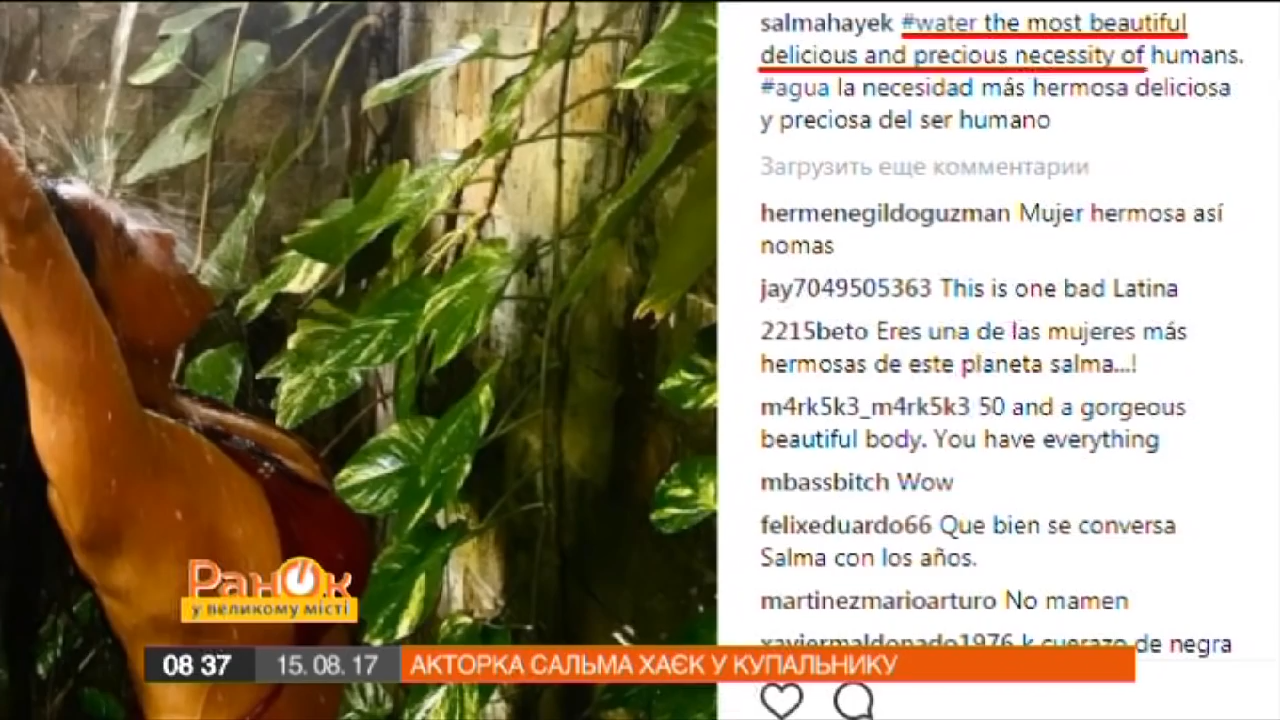 salmahayek #water the most beautiful
delicious and precious necessity of humans.
#agua la necesidad más hermosa deliciosa
y preciosa del ser humano
Загрузить еще комментарии
hermenegildoguzman Mujer hermosa así
nomas
jay7049505363 This is one bad Latina
2215beto Eres una de las mujeres más
hermosas de este planeta salma...!
m4rk5k3_m4rk5k3 50 and a gorgeous
beautiful body. You have everything
mbassbitch Wow
felixeduardo66 Que bien se conversa
Salma con los años.
martinezmarioarturo No mamen
xaviermaldonado1976 k cuerazo de negra
Ранок
у великому місті
08 37 15. 08. 17 АКТОРКА САЛЬМА ХАЄК У КУПАЛЬНИКУ